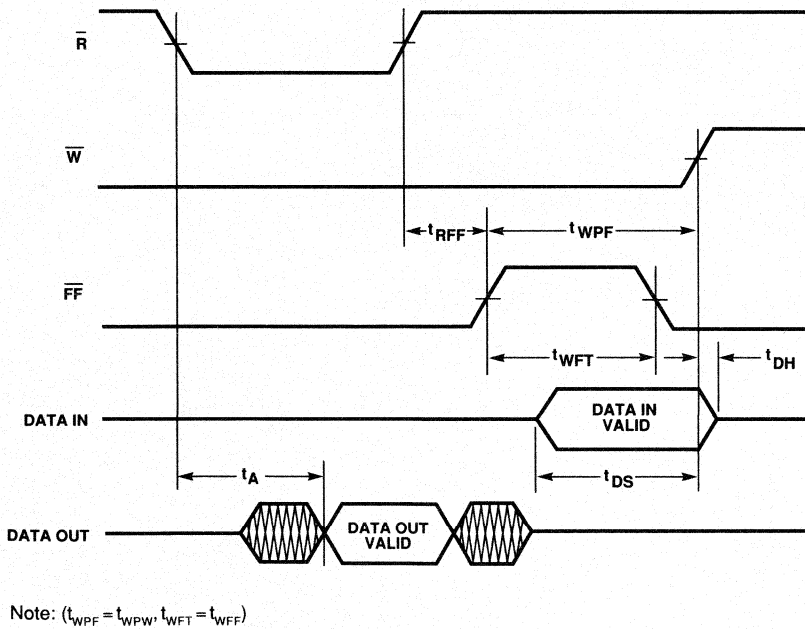 R̅
W̅
t_RFF
t_WPF
F̅F̅
t_WFT
t_DH
DATA IN
DATA IN
VALID
t_A
t_DS
DATA OUT
DATA OUT
VALID
Note: (t_WPF = t_WPW, t_WFT = t_WFF)